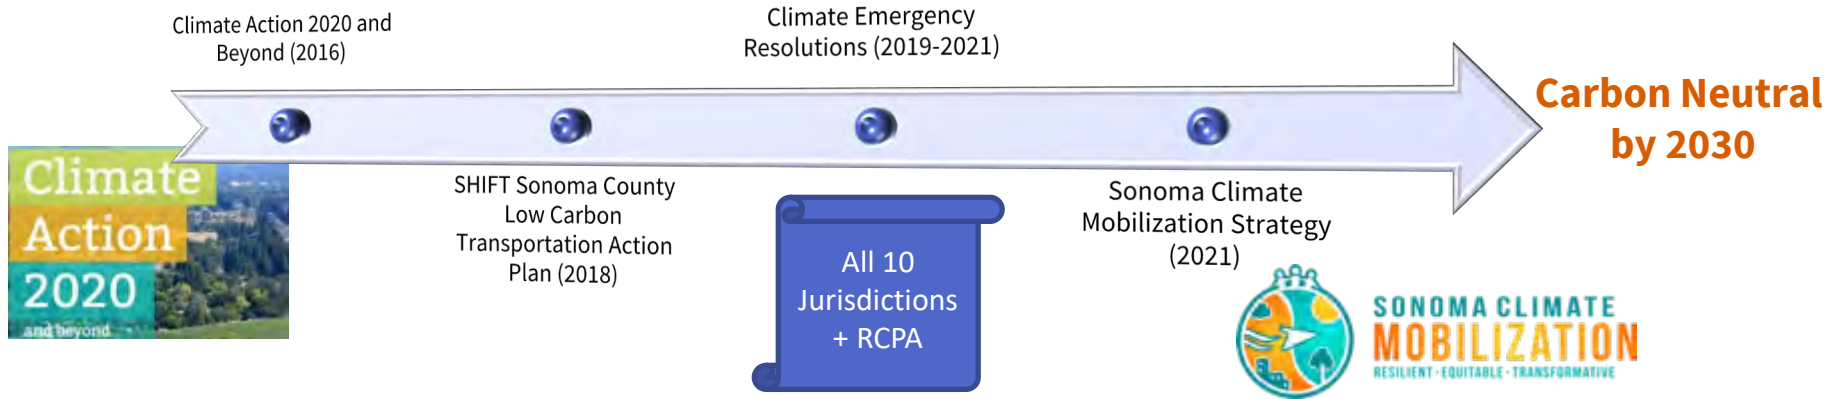 Climate Action 2020 and
Beyond (2016)
Climate Emergency
Resolutions (2019-2021)
Carbon Neutral
by 2030
Climate
Action
2020
and beyond
SHIFT Sonoma County
Low Carbon
Transportation Action
Plan (2018)
All 10
Jurisdictions
+ RCPA
Sonoma Climate
Mobilization Strategy
(2021)
SONOMA CLIMATE
MOBILIZATION
RESILIENT · EQUITABLE · TRANSFORMATIVE